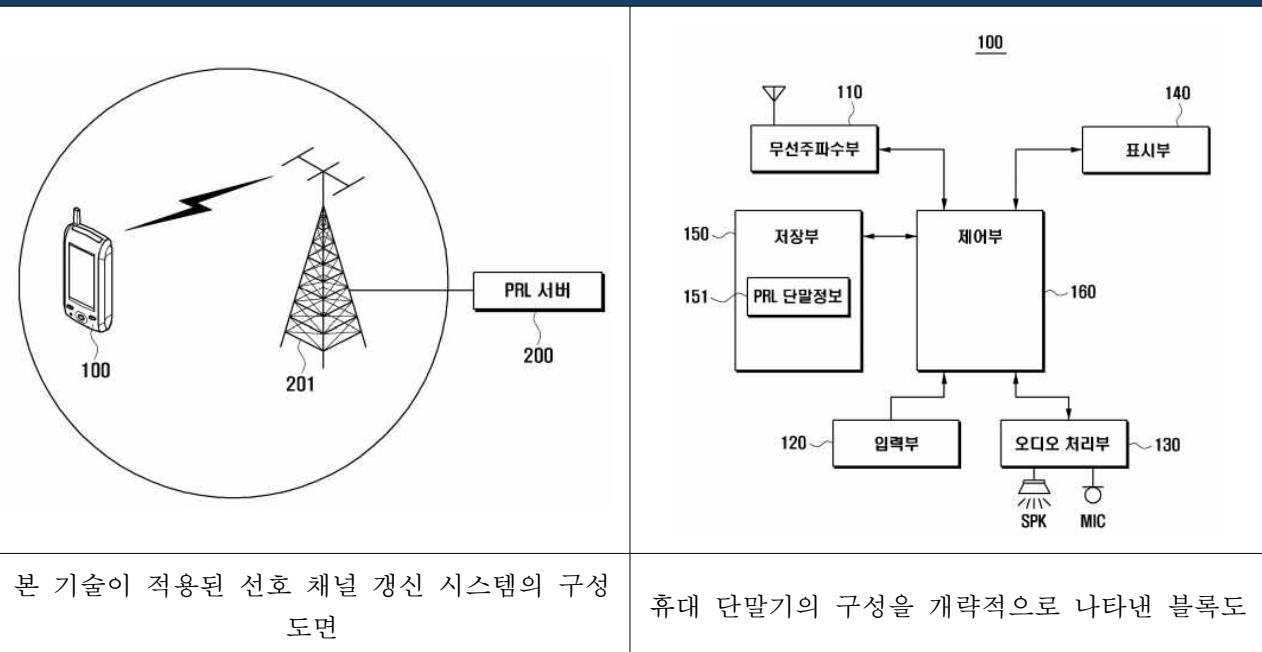 100
201
PRL 서버
200
100
110
무선주파수부
140
표시부
150
저장부
151
PRL 단말정보
제어부
160
120
입력부
오디오 처리부
130
SPK
MIC
본 기술이 적용된 선호 채널 갱신 시스템의 구성
도면
휴대 단말기의 구성을 개략적으로 나타낸 블록도